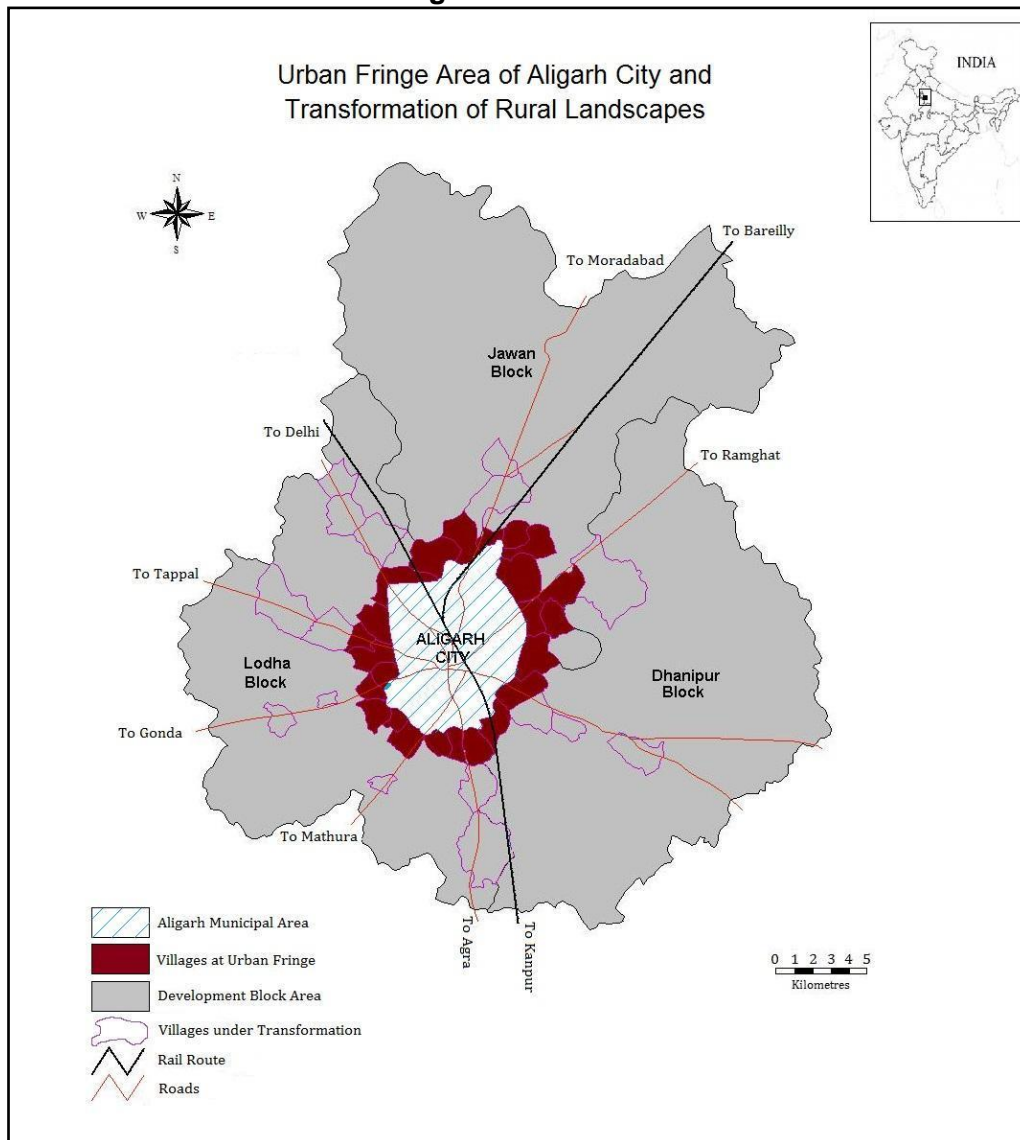 Urban Fringe Area of Aligarh City and
Transformation of Rural Landscapes
INDIA
N
W E
S
To Bareilly
To Moradabad
Jawan
Block
To Delhi
To Ramghat
To Tappal
ALIGARH
CITY
Lodha
Block
Dhanipur
Block
To Gonda
To Mathura
To Agra
To Kanpur
Aligarh Municipal Area
Villages at Urban Fringe
Development Block Area
Villages under Transformation
Rail Route
Roads
0 1 2 3 4 5
Kilometres